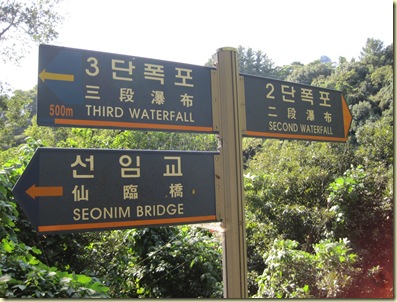 3단폭포
三段瀑布
500m
THIRD WATERFALL
2단폭포
二段瀑布
SECOND WATERFALL
선임교
仙臨橋
SEONIM BRIDGE